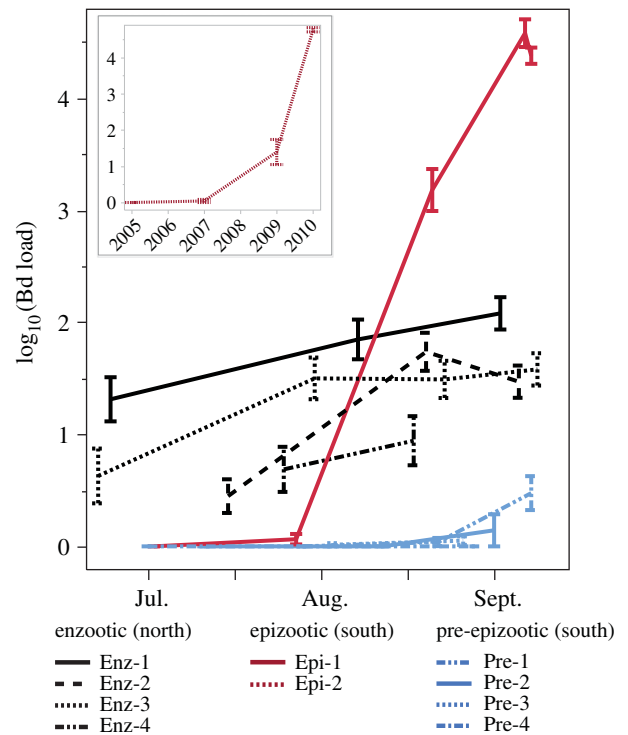 4
3
2
1
0
2005 2006 2007 2008 2009 2010
4
3
2
1
0
log10(Bd load)
Jul. Aug. Sept.
enzootic (north) epizootic (south) pre-epizootic (south)
Enz-1 Epi-1 Pre-1
Enz-2 Epi-2 Pre-2
Enz-3 Pre-3
Enz-4 Pre-4